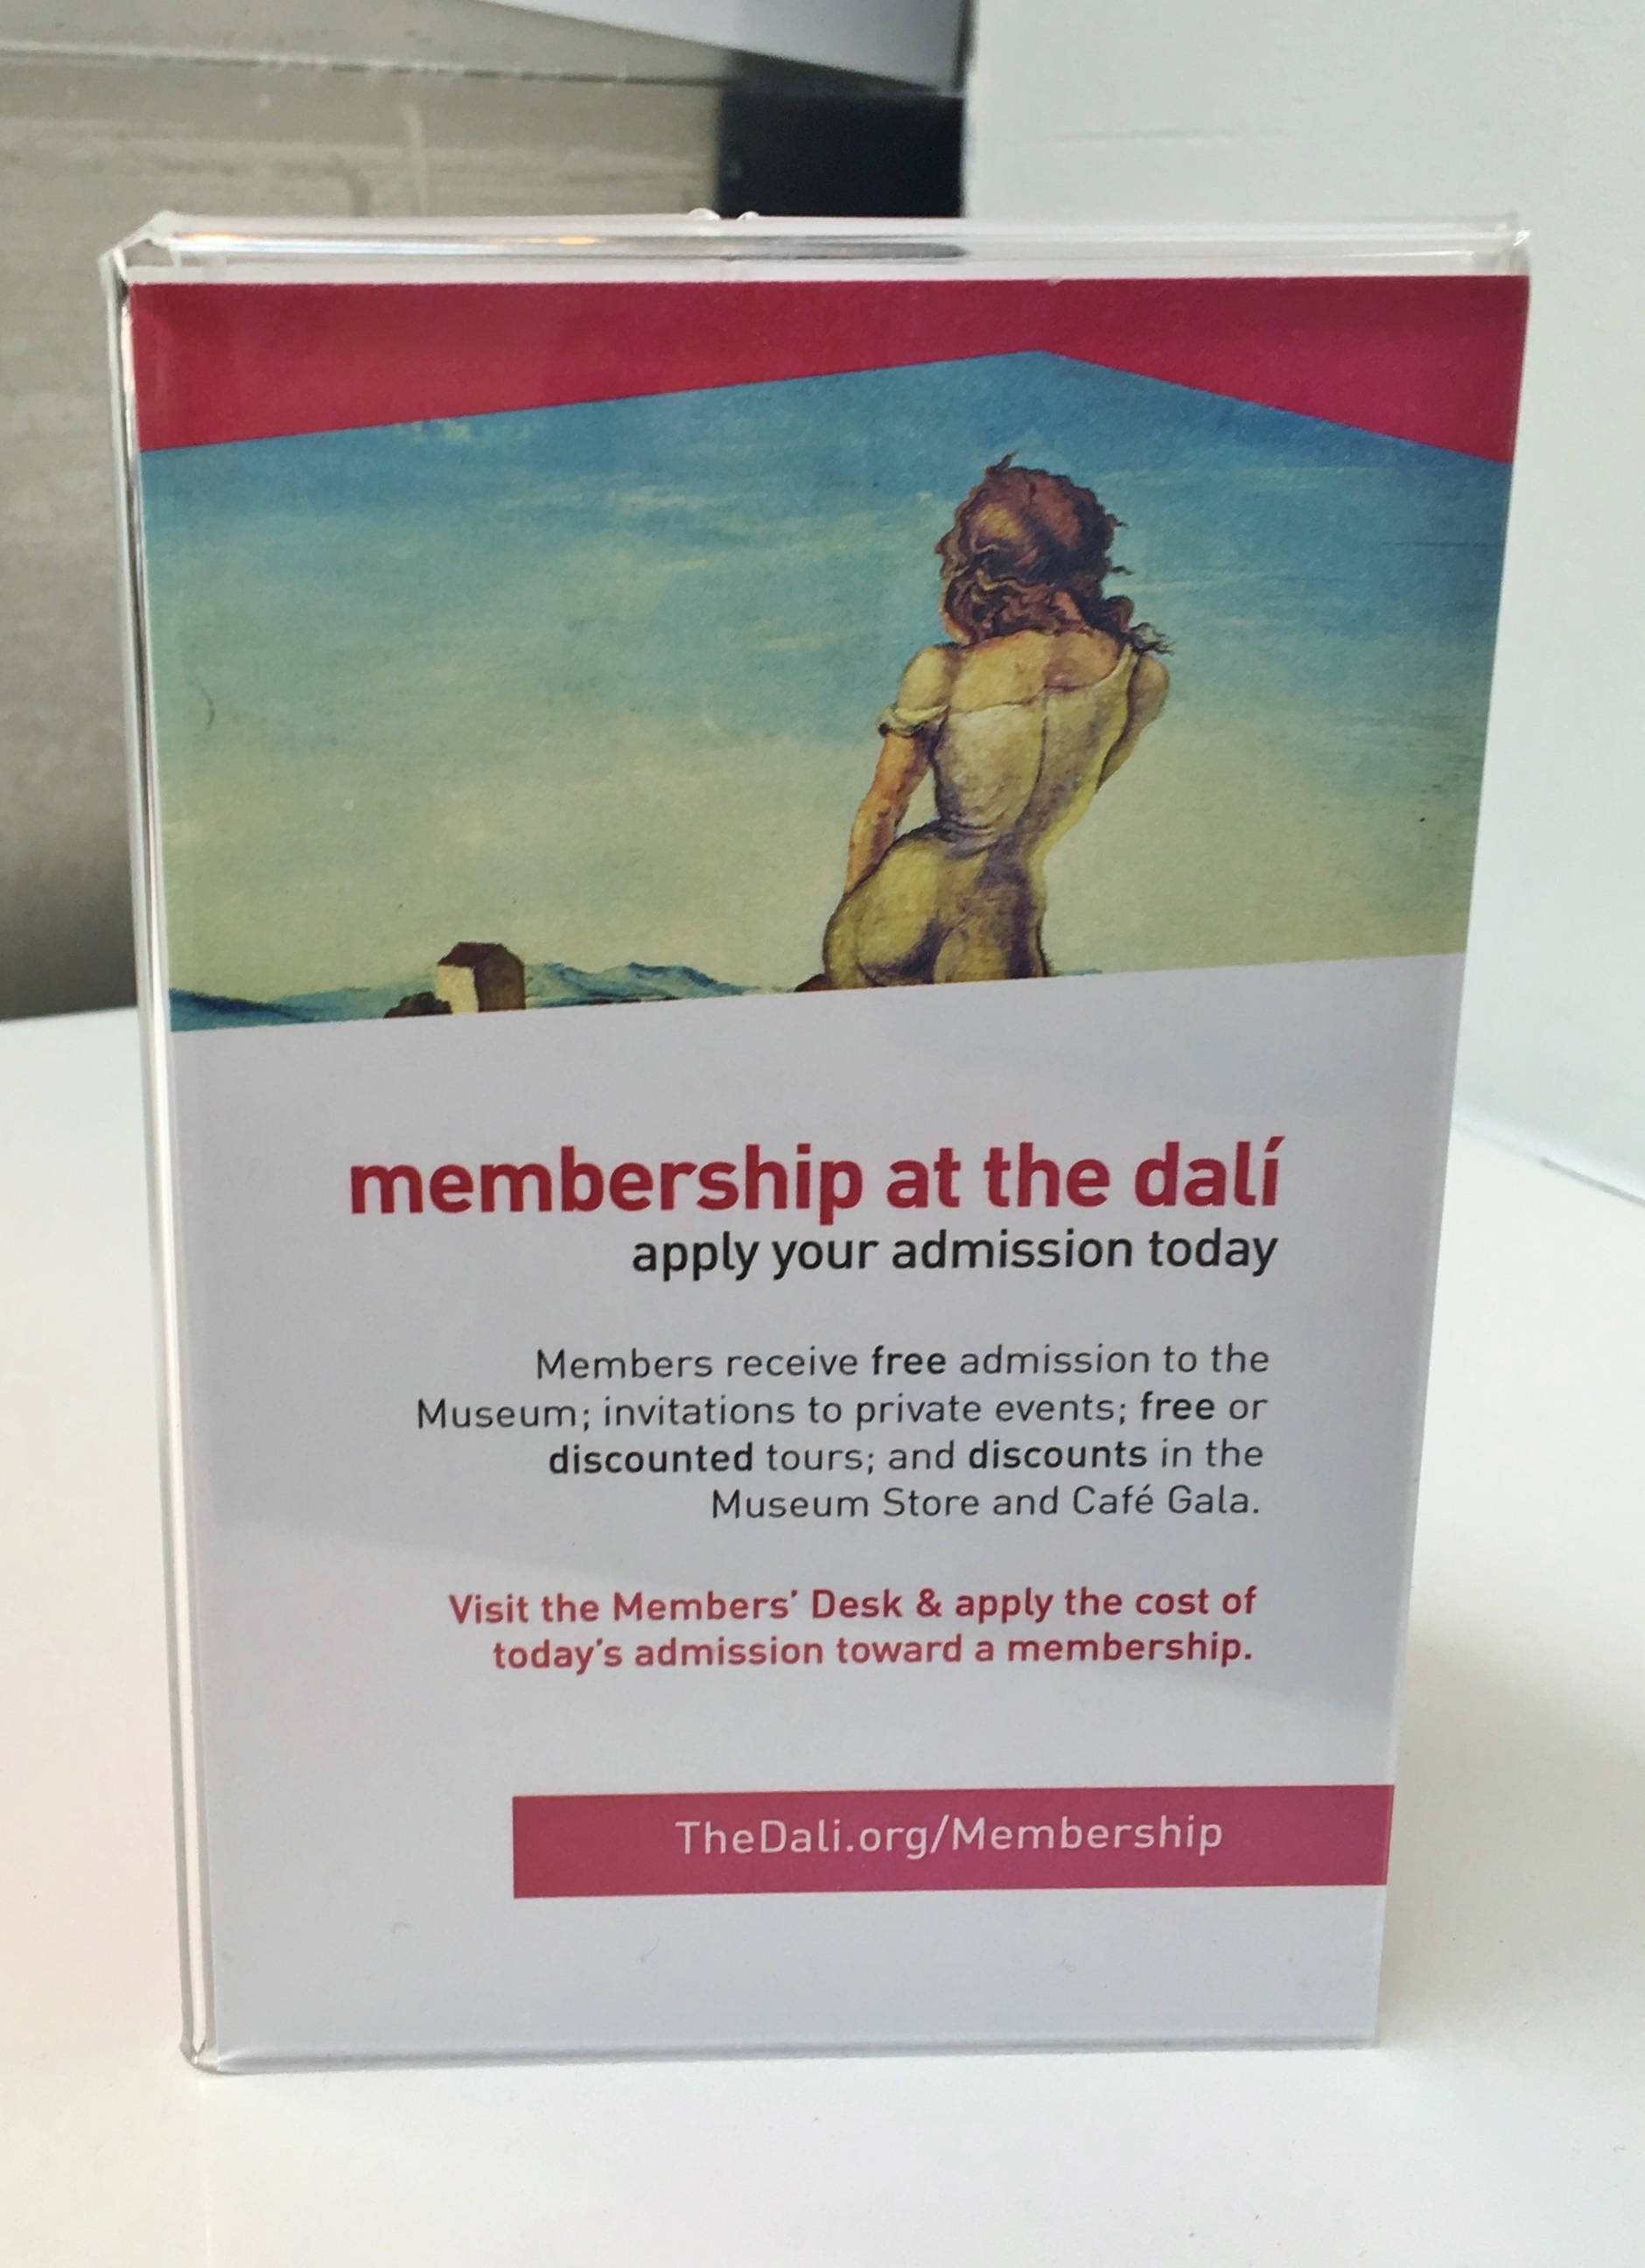 membership at the dalí
apply your admission today
Members receive free admission to the
Museum; invitations to private events; free or
discounted tours; and discounts in the
Museum Store and Café Gala.
Visit the Members' Desk & apply the cost of
today's admission toward a membership.
TheDali.org/Membership